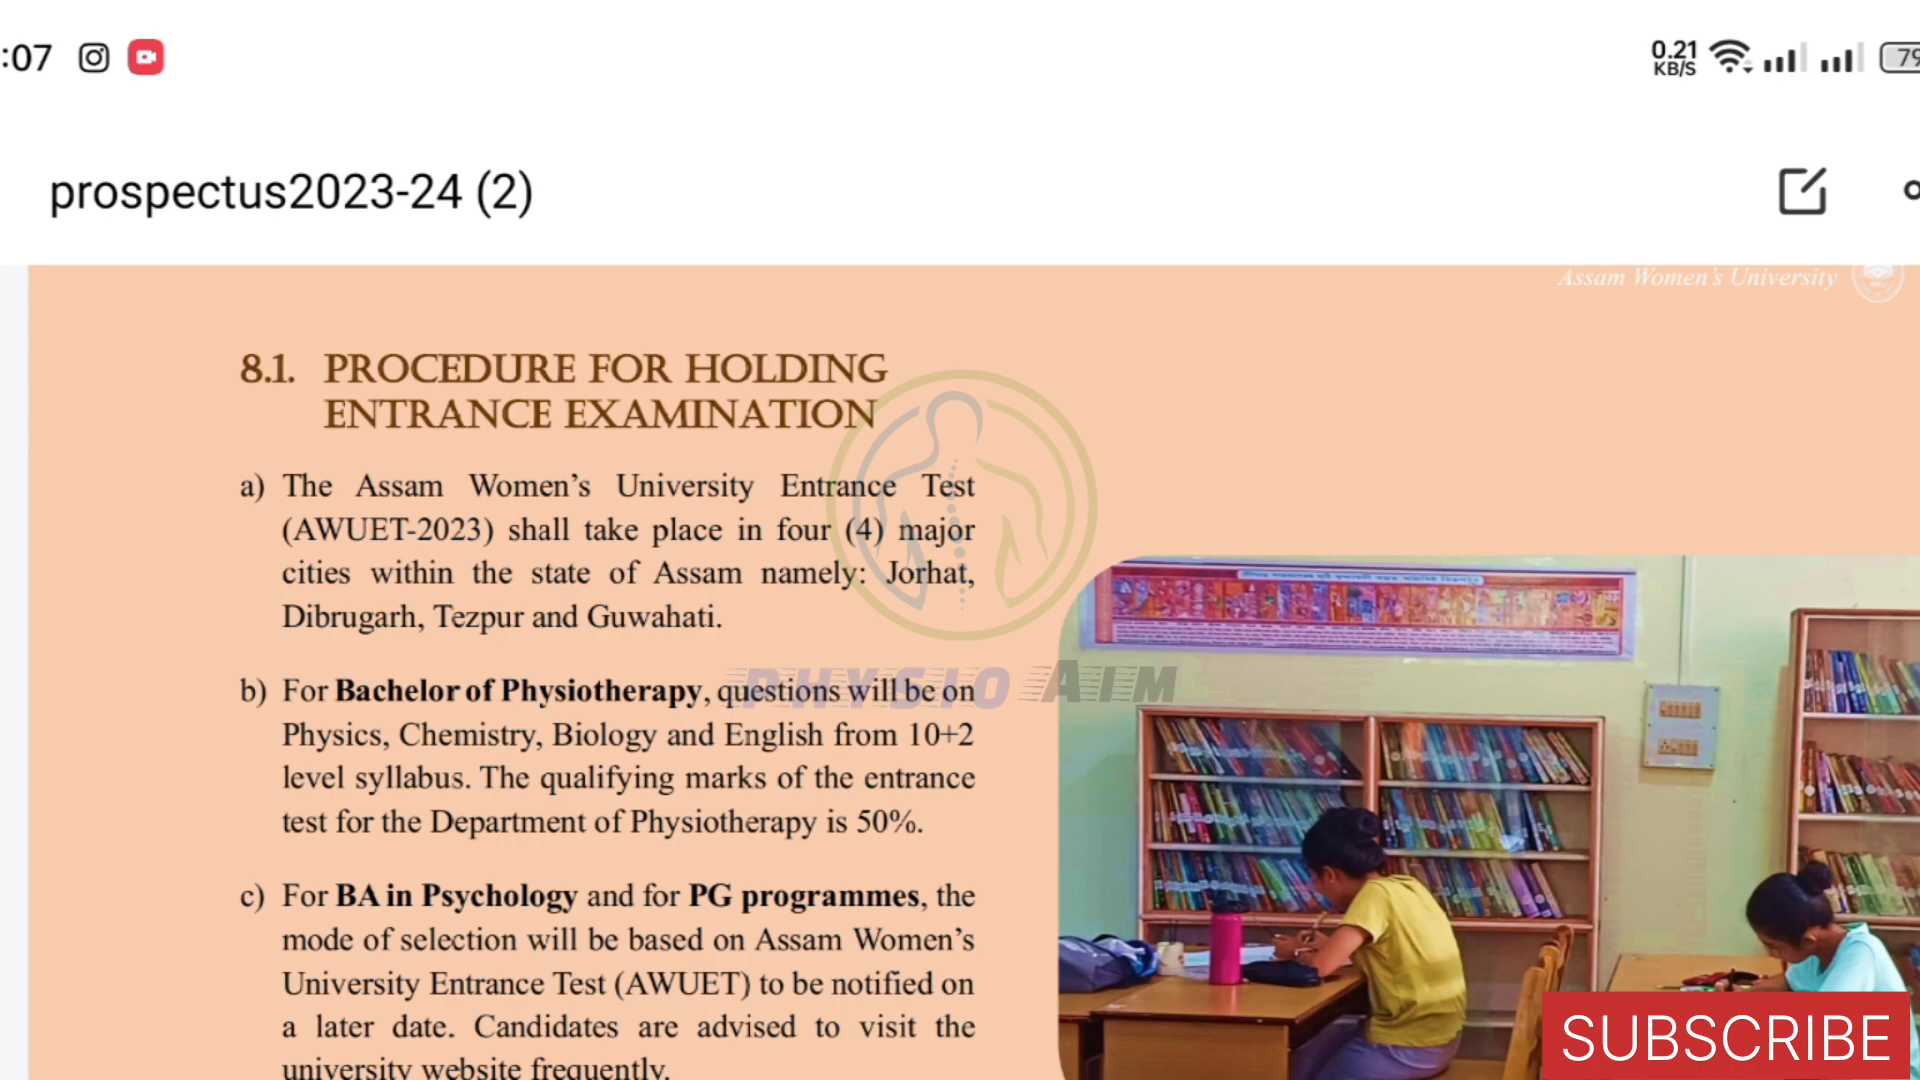 :07
0.21
KB/S
79
prospectus2023-24 (2)
Assam Women's University
8.1. PROCEDURE FOR HOLDING
ENTRANCE EXAMINATION
a) The Assam Women's University Entrance Test
(AWUET-2023) shall take place in four (4) major
cities within the state of Assam namely: Jorhat,
Dibrugarh, Tezpur and Guwahati.
PHYSIO AIM
b) For Bachelor of Physiotherapy, questions will be on
Physics, Chemistry, Biology and English from 10+2
level syllabus. The qualifying marks of the entrance
test for the Department of Physiotherapy is 50%.
c) For BA in Psychology and for PG programmes, the
mode of selection will be based on Assam Women's
University Entrance Test (AWUET) to be notified on
a later date. Candidates are advised to visit the
university website frequently.
SUBSCRIBE